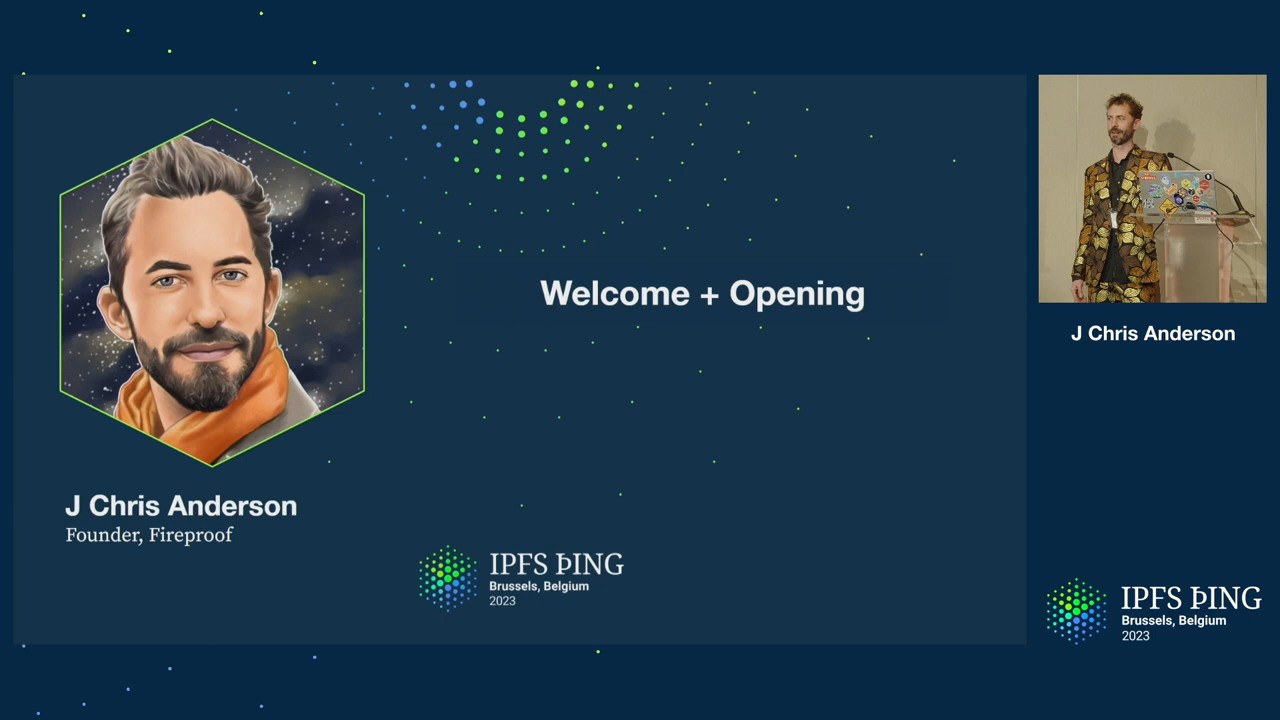 Welcome + Opening
J Chris Anderson
Founder, Fireproof
IPFS ÞING
Brussels, Belgium
2023
J Chris Anderson
IPFS ÞING
Brussels, Belgium
2023